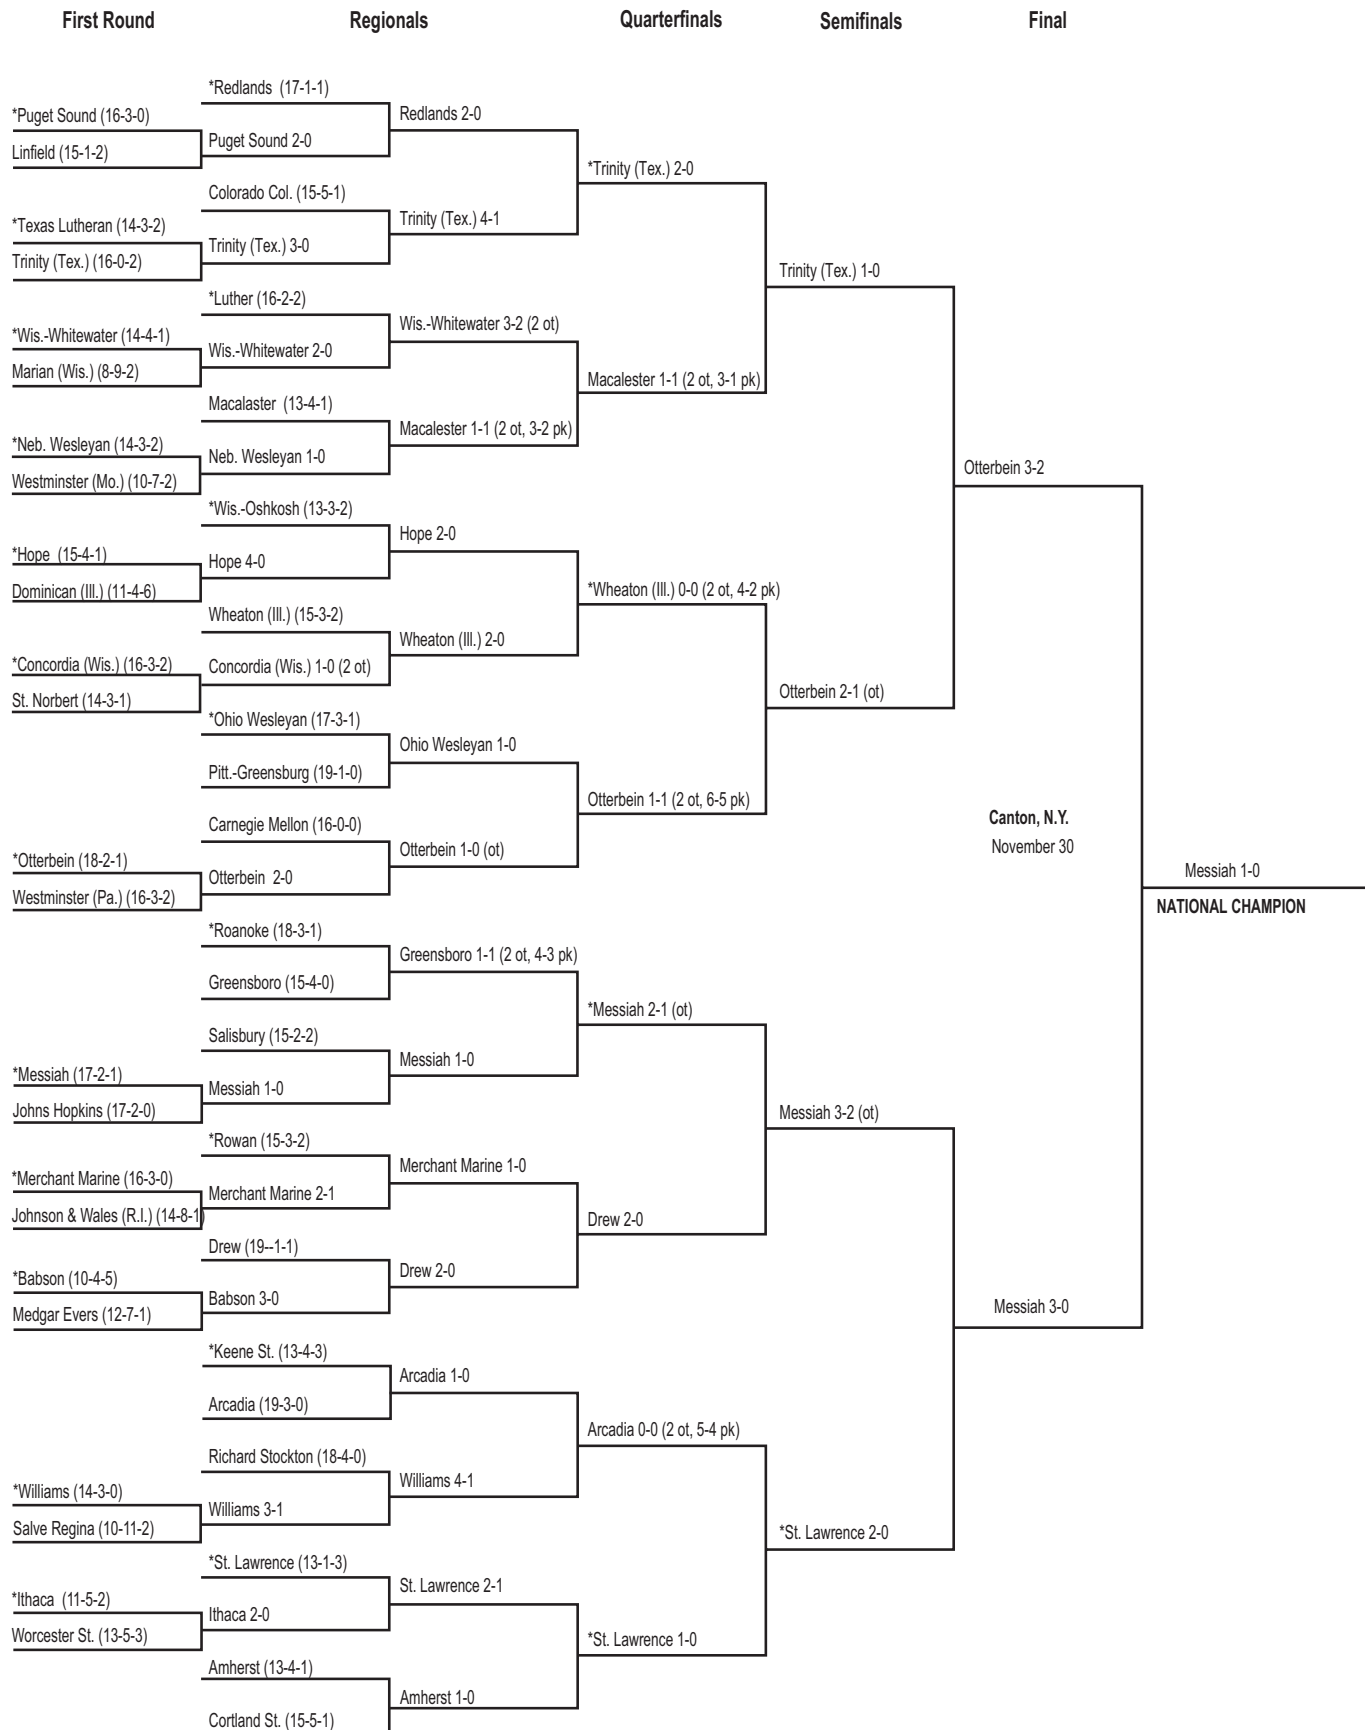 First Round
Regionals
Quarterfinals
Semifinals
Final
*Redlands  (17-1-1)
*Puget Sound (16-3-0)
Redlands 2-0
Linfield (15-1-2)
Puget Sound 2-0
*Trinity (Tex.) 2-0
Colorado Col. (15-5-1)
*Texas Lutheran (14-3-2)
Trinity (Tex.) 4-1
Trinity (Tex.) (16-0-2)
Trinity (Tex.) 3-0
Trinity (Tex.) 1-0
*Luther (16-2-2)
*Wis.-Whitewater (14-4-1)
Wis.-Whitewater 3-2 (2 ot)
Marian (Wis.) (8-9-2)
Wis.-Whitewater 2-0
Macalester 1-1 (2 ot, 3-1 pk)
Macalaster  (13-4-1)
*Neb. Wesleyan (14-3-2)
Macalester 1-1 (2 ot, 3-2 pk)
Westminster (Mo.) (10-7-2)
Neb. Wesleyan 1-0
Otterbein 3-2
*Wis.-Oshkosh (13-3-2)
*Hope  (15-4-1)
Hope 2-0
Dominican (Ill.) (11-4-6)
Hope 4-0
*Wheaton (Ill.) 0-0 (2 ot, 4-2 pk)
Wheaton (Ill.) (15-3-2)
*Concordia (Wis.) (16-3-2)
Wheaton (Ill.) 2-0
St. Norbert (14-3-1)
Concordia (Wis.) 1-0 (2 ot)
Otterbein 2-1 (ot)
*Ohio Wesleyan (17-3-1)
Ohio Wesleyan 1-0
Pitt.-Greensburg (19-1-0)
Otterbein 1-1 (2 ot, 6-5 pk)
Carnegie Mellon (16-0-0)
Canton, N.Y.
November 30
*Otterbein (18-2-1)
Otterbein 1-0 (ot)
Westminster (Pa.) (16-3-2)
Otterbein  2-0
Messiah 1-0
NATIONAL CHAMPION
*Roanoke (18-3-1)
Greensboro 1-1 (2 ot, 4-3 pk)
Greensboro (15-4-0)
*Messiah 2-1 (ot)
Salisbury (15-2-2)
*Messiah (17-2-1)
Messiah 1-0
Johns Hopkins (17-2-0)
Messiah 1-0
Messiah 3-2 (ot)
*Rowan (15-3-2)
*Merchant Marine (16-3-0)
Merchant Marine 1-0
Johnson & Wales (R.I.) (14-8-1)
Merchant Marine 2-1
Drew 2-0
Drew (19--1-1)
*Babson (10-4-5)
Drew 2-0
Medgar Evers (12-7-1)
Babson 3-0
Messiah 3-0
*Keene St. (13-4-3)
Arcadia 1-0
Arcadia (19-3-0)
Arcadia 0-0 (2 ot, 5-4 pk)
Richard Stockton (18-4-0)
*Williams (14-3-0)
Williams 4-1
Salve Regina (10-11-2)
Williams 3-1
*St. Lawrence 2-0
*St. Lawrence (13-1-3)
*Ithaca  (11-5-2)
St. Lawrence 2-1
Worcester St. (13-5-3)
Ithaca 2-0
*St. Lawrence 1-0
Amherst (13-4-1)
Amherst 1-0
Cortland St. (15-5-1)